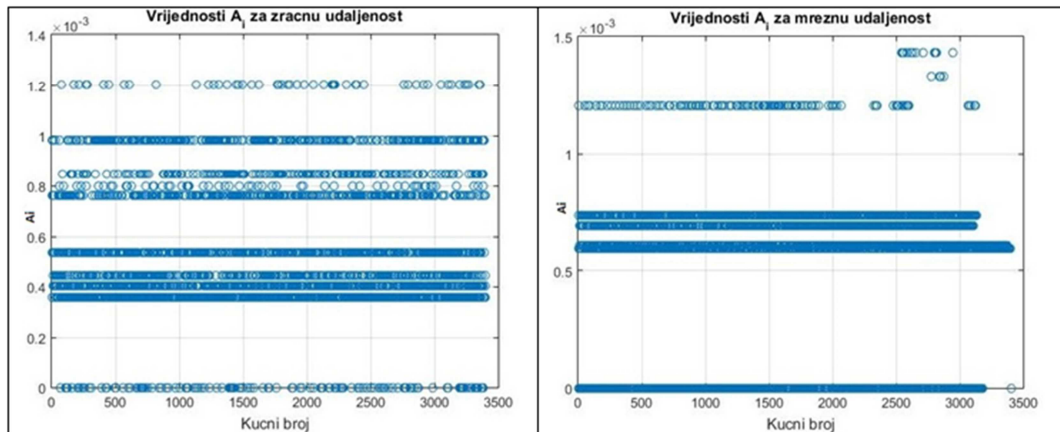 Vrijednosti A_i za zracnu udaljenost
×10^-3
1.4
1.2
1
0.8
0.6
0.4
0.2
0
Ai
0 500 1000 1500 2000 2500 3000 3500
Kucni broj
Vrijednosti A_i za mreznu udaljenost
×10^-3
1.5
1
0.5
0
Ai
0 500 1000 1500 2000 2500 3000 3500
Kucni broj